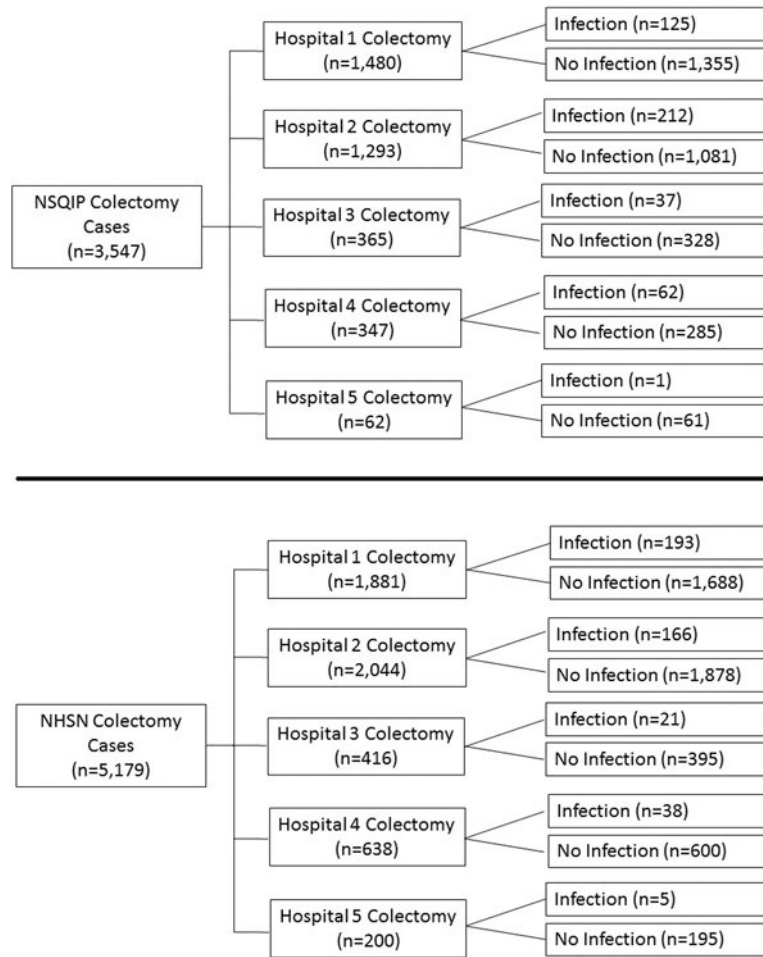 NSQIP Colectomy
Cases
(n=3,547)
Hospital 1 Colectomy
(n=1,480)
Infection (n=125)
No Infection (n=1,355)
Hospital 2 Colectomy
(n=1,293)
Infection (n=212)
No Infection (n=1,081)
Hospital 3 Colectomy
(n=365)
Infection (n=37)
No Infection (n=328)
Hospital 4 Colectomy
(n=347)
Infection (n=62)
No Infection (n=285)
Hospital 5 Colectomy
(n=62)
Infection (n=1)
No Infection (n=61)
NHSN Colectomy
Cases
(n=5,179)
Hospital 1 Colectomy
(n=1,881)
Infection (n=193)
No Infection (n=1,688)
Hospital 2 Colectomy
(n=2,044)
Infection (n=166)
No Infection (n=1,878)
Hospital 3 Colectomy
(n=416)
Infection (n=21)
No Infection (n=395)
Hospital 4 Colectomy
(n=638)
Infection (n=38)
No Infection (n=600)
Hospital 5 Colectomy
(n=200)
Infection (n=5)
No Infection (n=195)